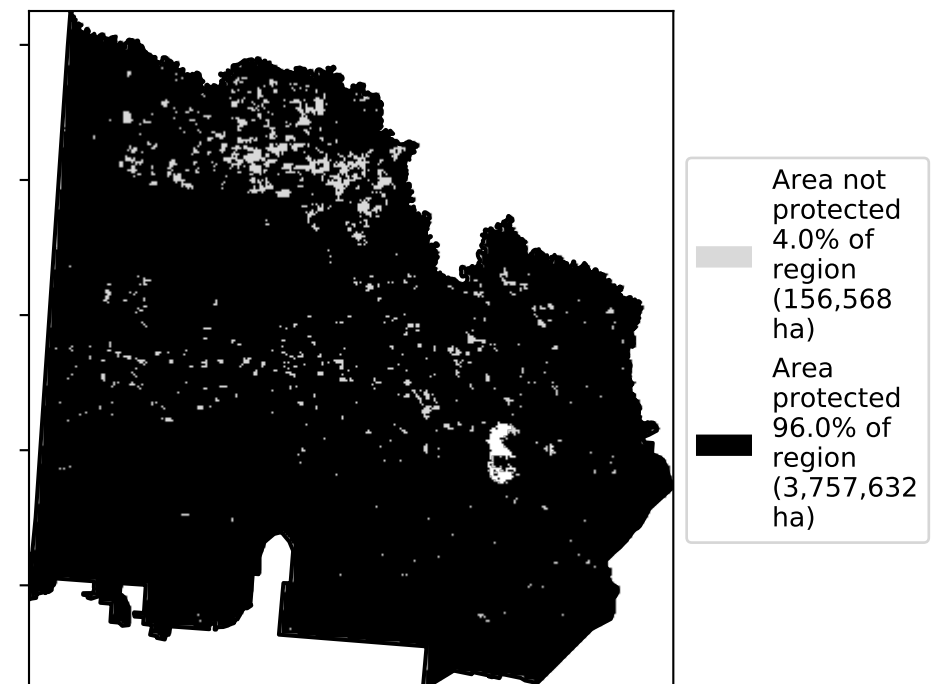 Area not
protected
4.0% of
region
(156,568
ha)
Area
protected
96.0% of
region
(3,757,632
ha)